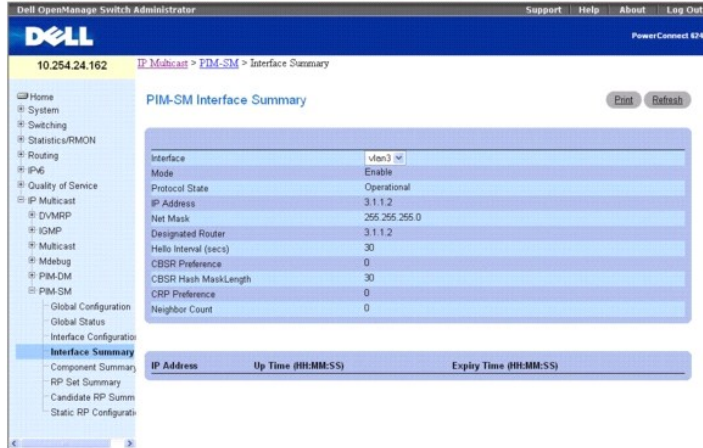 Dell OpenManage Switch Administrator
Support Help About Log Out
DELL
PowerConnect 624
10.254.24.162
IP Multicast > PIM-SM > Interface Summary
Home
System
Switching
Statistics/RMON
Routing
IPv6
Quality of Service
IP Multicast
DVMRP
IGMP
Multicast
Mdebug
PIM-DM
PIM-SM
Global Configuration
Global Status
Interface Configuration
Interface Summary
Component Summary
RP Set Summary
Candidate RP Summ
Static RP Configurati
PIM-SM Interface Summary
Print Refresh
Interface vlan3
Mode Enable
Protocol State Operational
IP Address 3.1.1.2
Net Mask 255.255.255.0
Designated Router 3.1.1.2
Hello Interval (secs) 30
CBSR Preference 0
CBSR Hash MaskLength 30
CRP Preference 0
Neighbor Count 0
IP Address Up Time (HH:MM:SS) Expiry Time (HH:MM:SS)